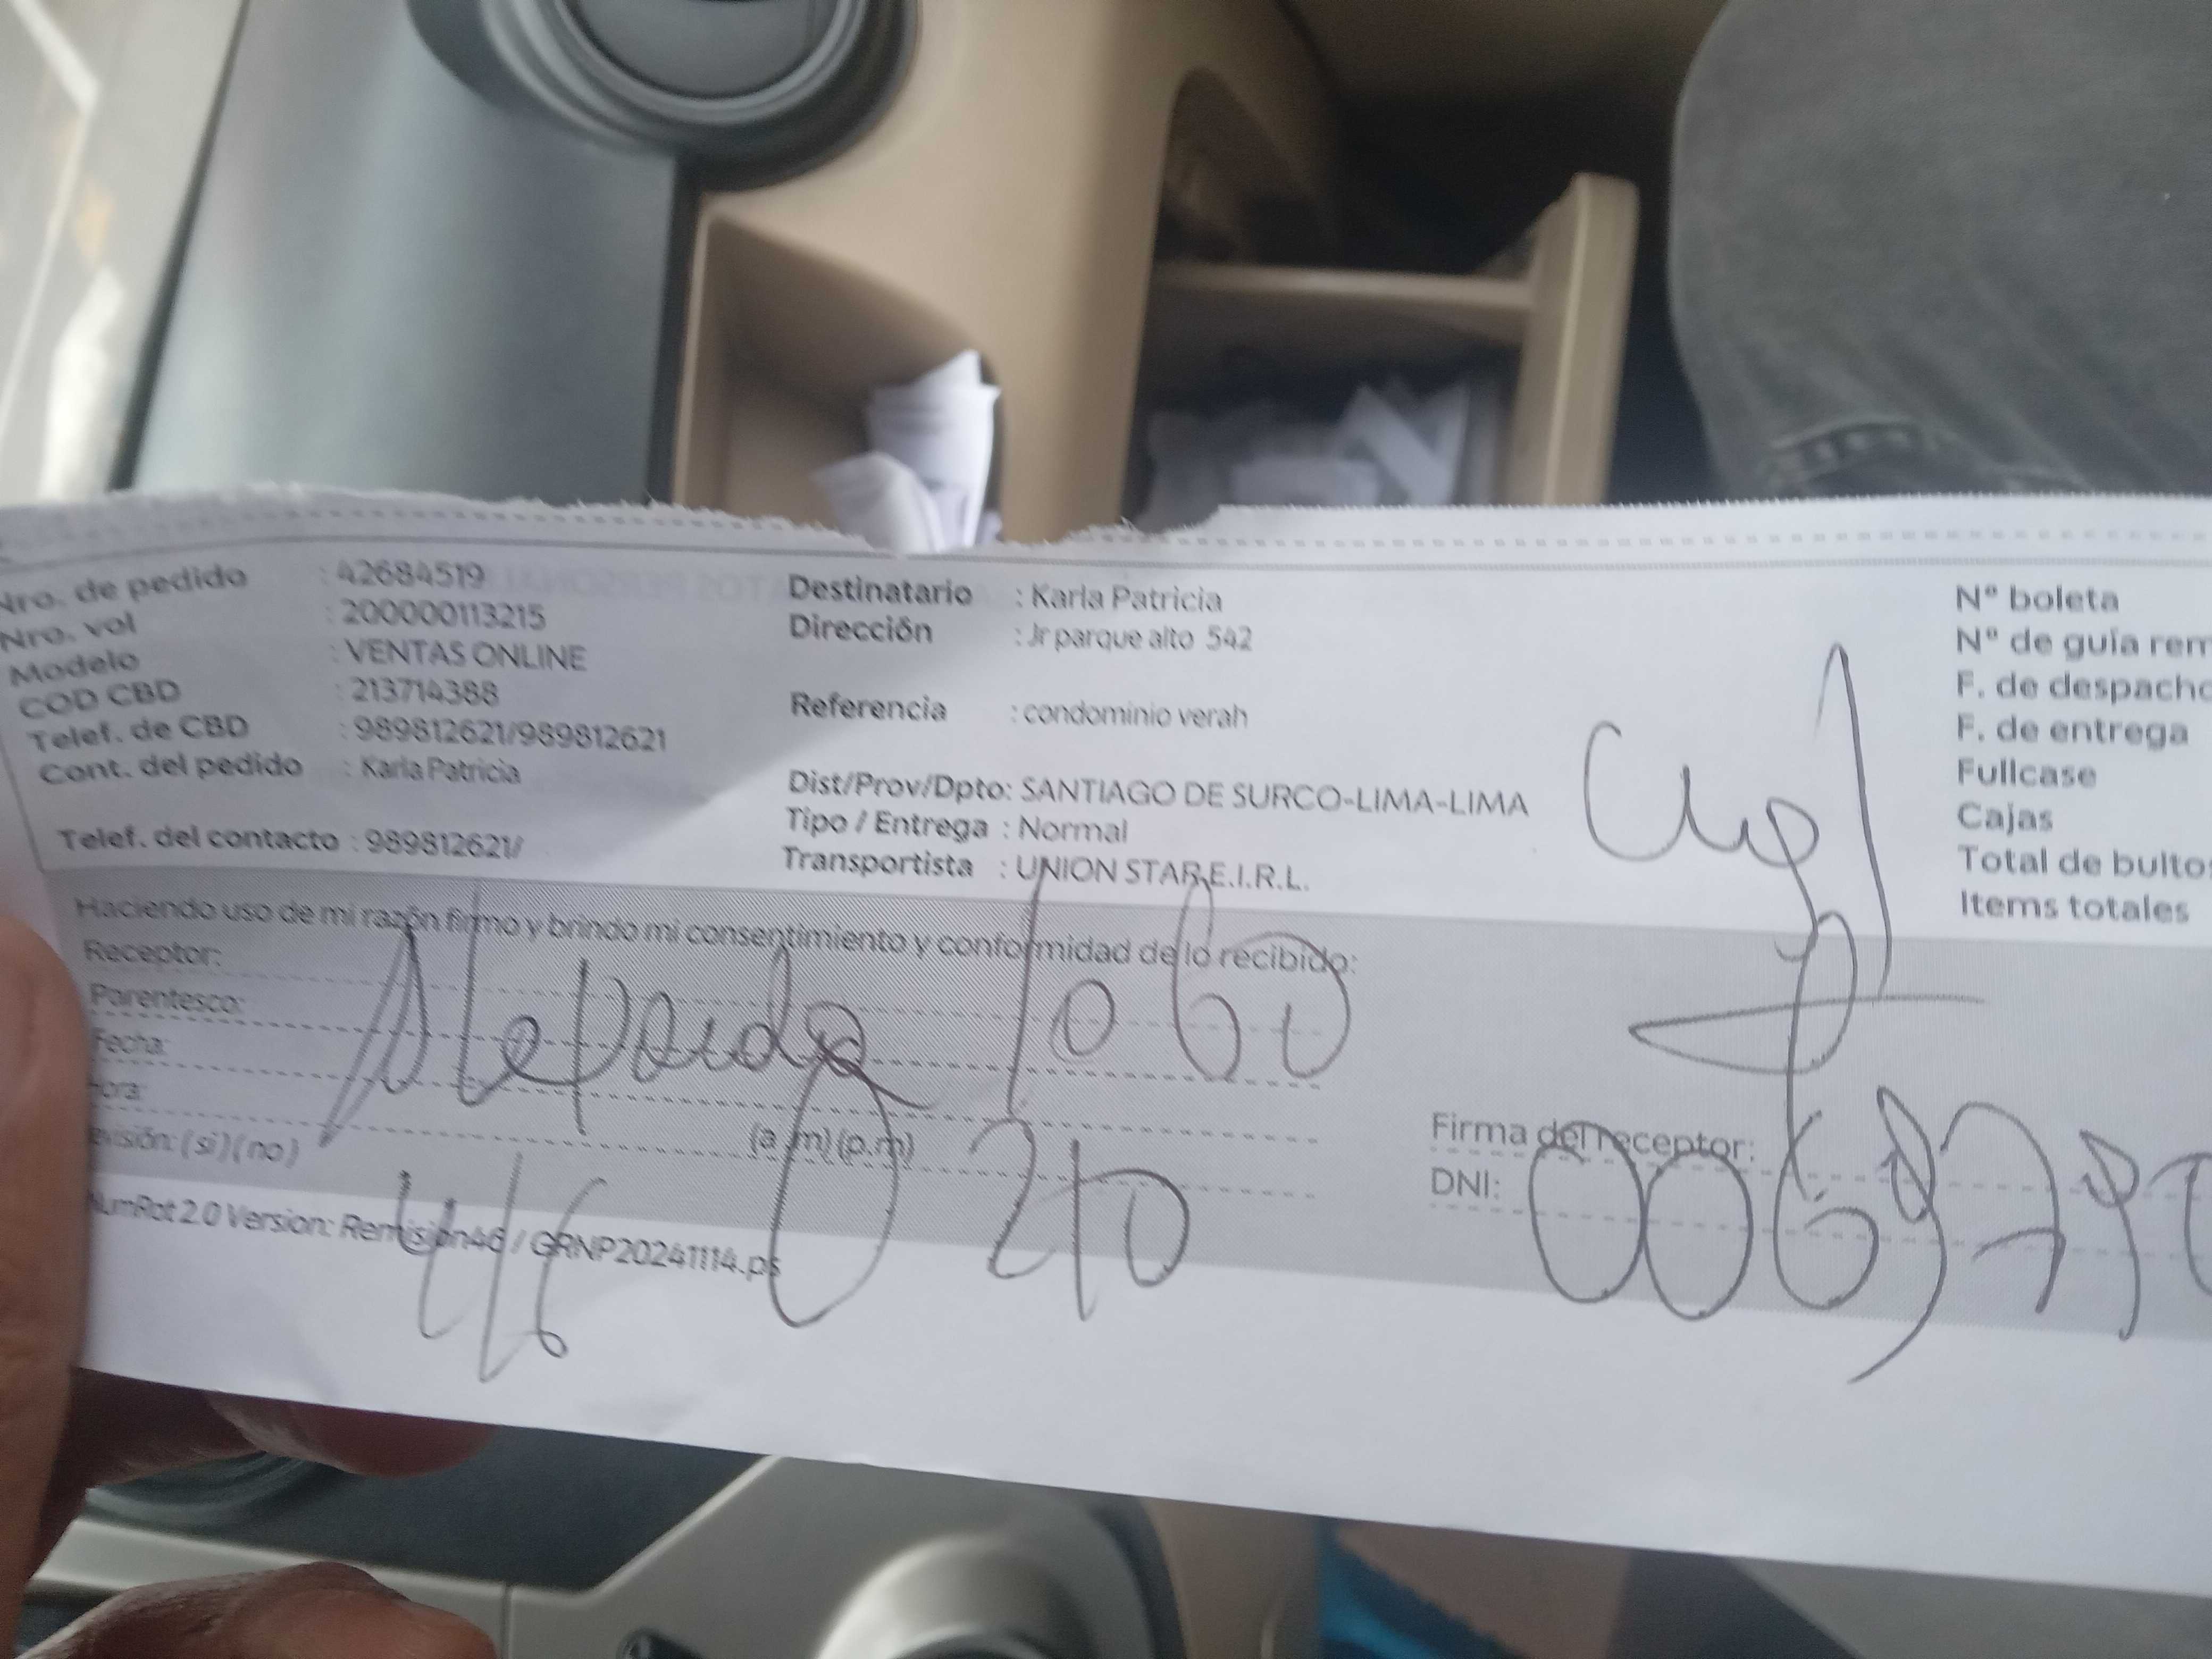 Nro. de pedido : 42684519
Nro. vol : 200000113215
Modelo : VENTAS ONLINE
COD CBD : 213714388
Telef. de CBD : 989812621/989812621
Cont. del pedido : Karla Patricia
Telef. del contacto : 989812621/
Destinatario : Karla Patricia
Dirección : Jr parque alto 542
Referencia : condominio verah
Dist/Prov/Dpto: SANTIAGO DE SURCO-LIMA-LIMA
Tipo / Entrega : Normal
Transportista : UNION STAR E.I.R.L.
N° boleta
N° de guía rem
F. de despacho
F. de entrega
Fullcase
Cajas
Total de bultos
Items totales
Haciendo uso de mi razón firmo y brindo mi consentimiento y conformidad de lo recibido:
Receptor:
Parentesco:
Fecha:
Hora:
(a.m)(p.m)
evisión: (si) (no)
Lobo
4/6
Firma del receptor:
DNI:
NumRot 2.0 Version: Remision46 / GRNP20241114.ps